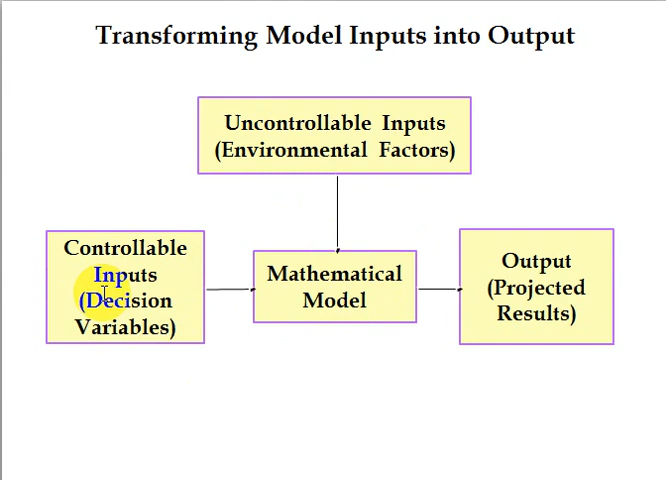 Transforming Model Inputs into Output
Uncontrollable Inputs
(Environmental Factors)
Controllable
Inputs
(Decision
Variables)
Mathematical
Model
Output
(Projected
Results)